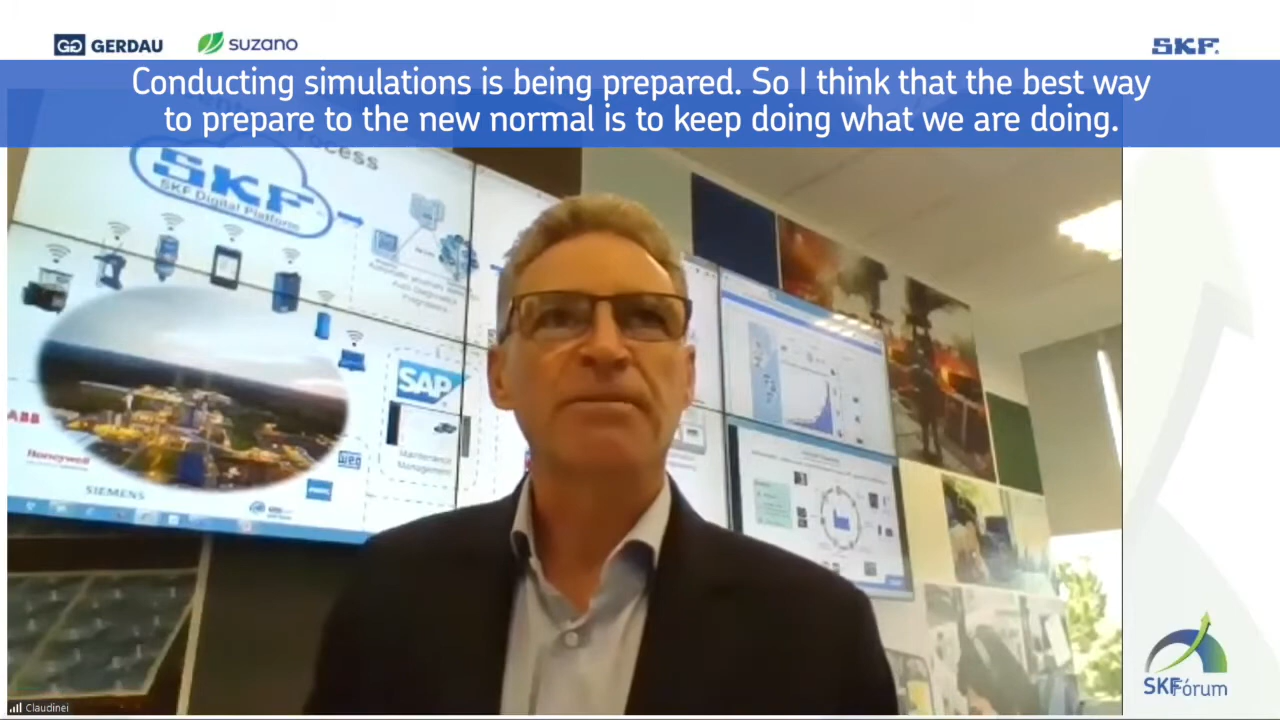 GERDAU
suzano
SKF
Conducting simulations is being prepared. So I think that the best way
to prepare to the new normal is to keep doing what we are doing.
SKF
SKF Digital Platform
SAP
Maintenance
Management
ABB
Honeywell
SIEMENS
WEG
SKF Fórum
Claudinei